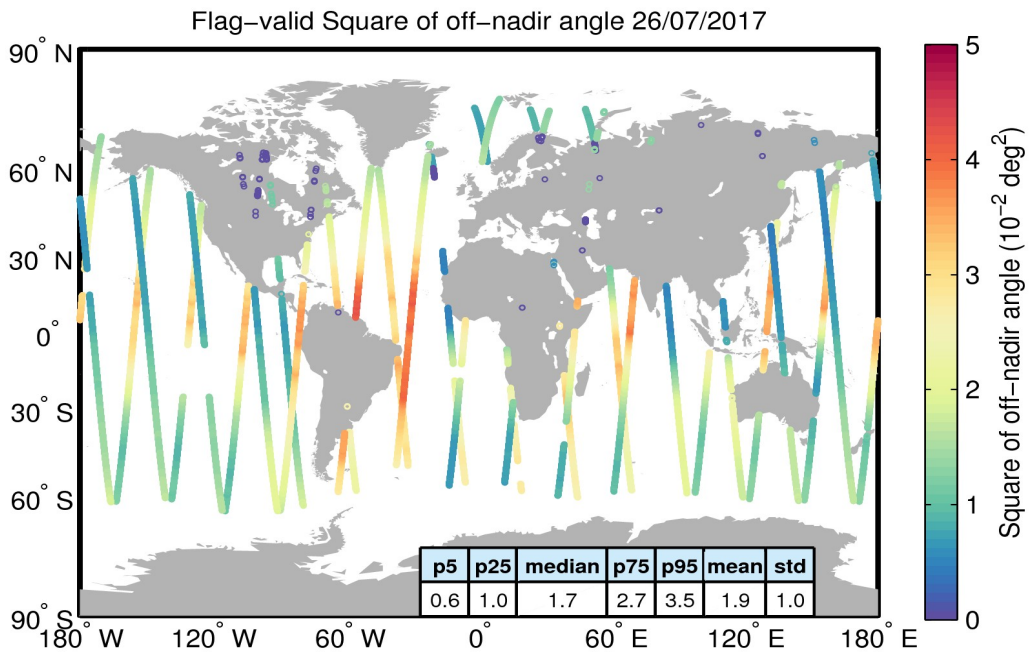 Flag-valid Square of off-nadir angle 26/07/2017
90° N
60° N
30° N
0°
30° S
60° S
90° S
180° W
120° W
60° W
0°
60° E
120° E
180° E
p5 p25 median p75 p95 mean std
0.6 1.0 1.7 2.7 3.5 1.9 1.0
5
4
3
2
1
0
Square of off-nadir angle (10⁻² deg²)